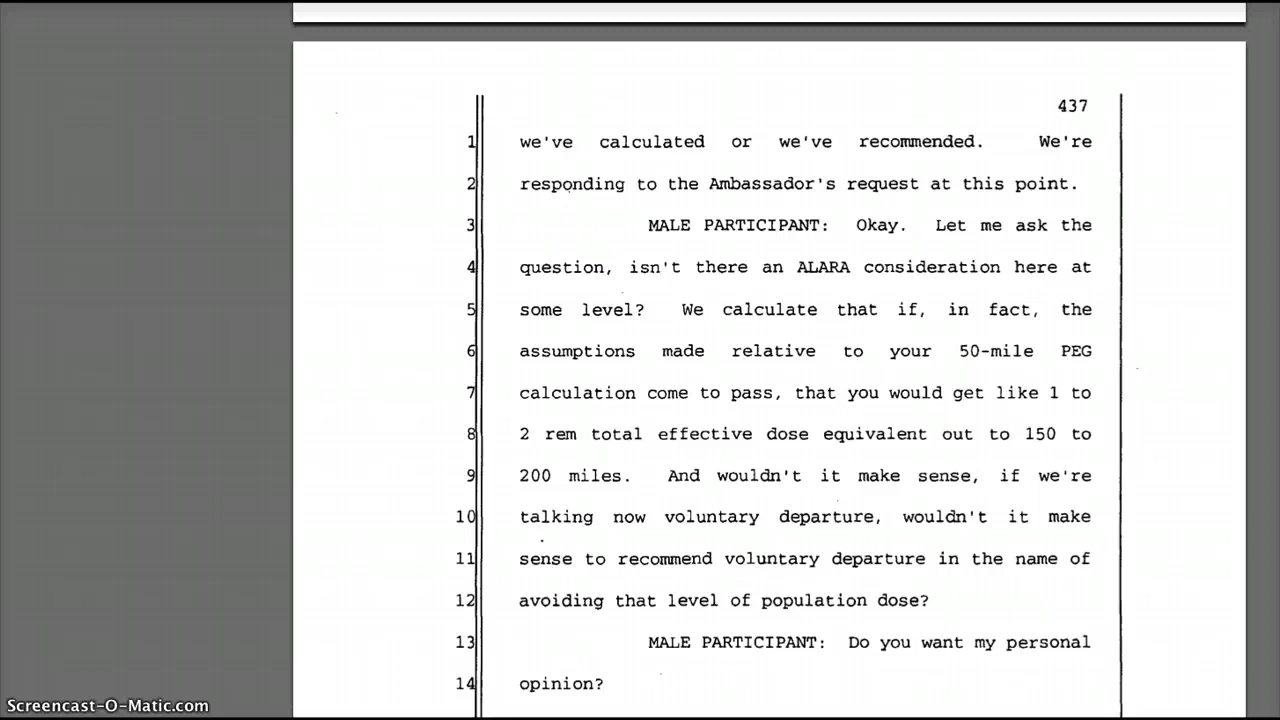 437
1 we've calculated or we've recommended. We're
2 responding to the Ambassador's request at this point.
3 MALE PARTICIPANT: Okay. Let me ask the
4 question, isn't there an ALARA consideration here at
5 some level? We calculate that if, in fact, the
6 assumptions made relative to your 50-mile PEG
7 calculation come to pass, that you would get like 1 to
8 2 rem total effective dose equivalent out to 150 to
9 200 miles. And wouldn't it make sense, if we're
10 talking now voluntary departure, wouldn't it make
11 sense to recommend voluntary departure in the name of
12 avoiding that level of population dose?
13 MALE PARTICIPANT: Do you want my personal
14 opinion?
Screencast-O-Matic.com